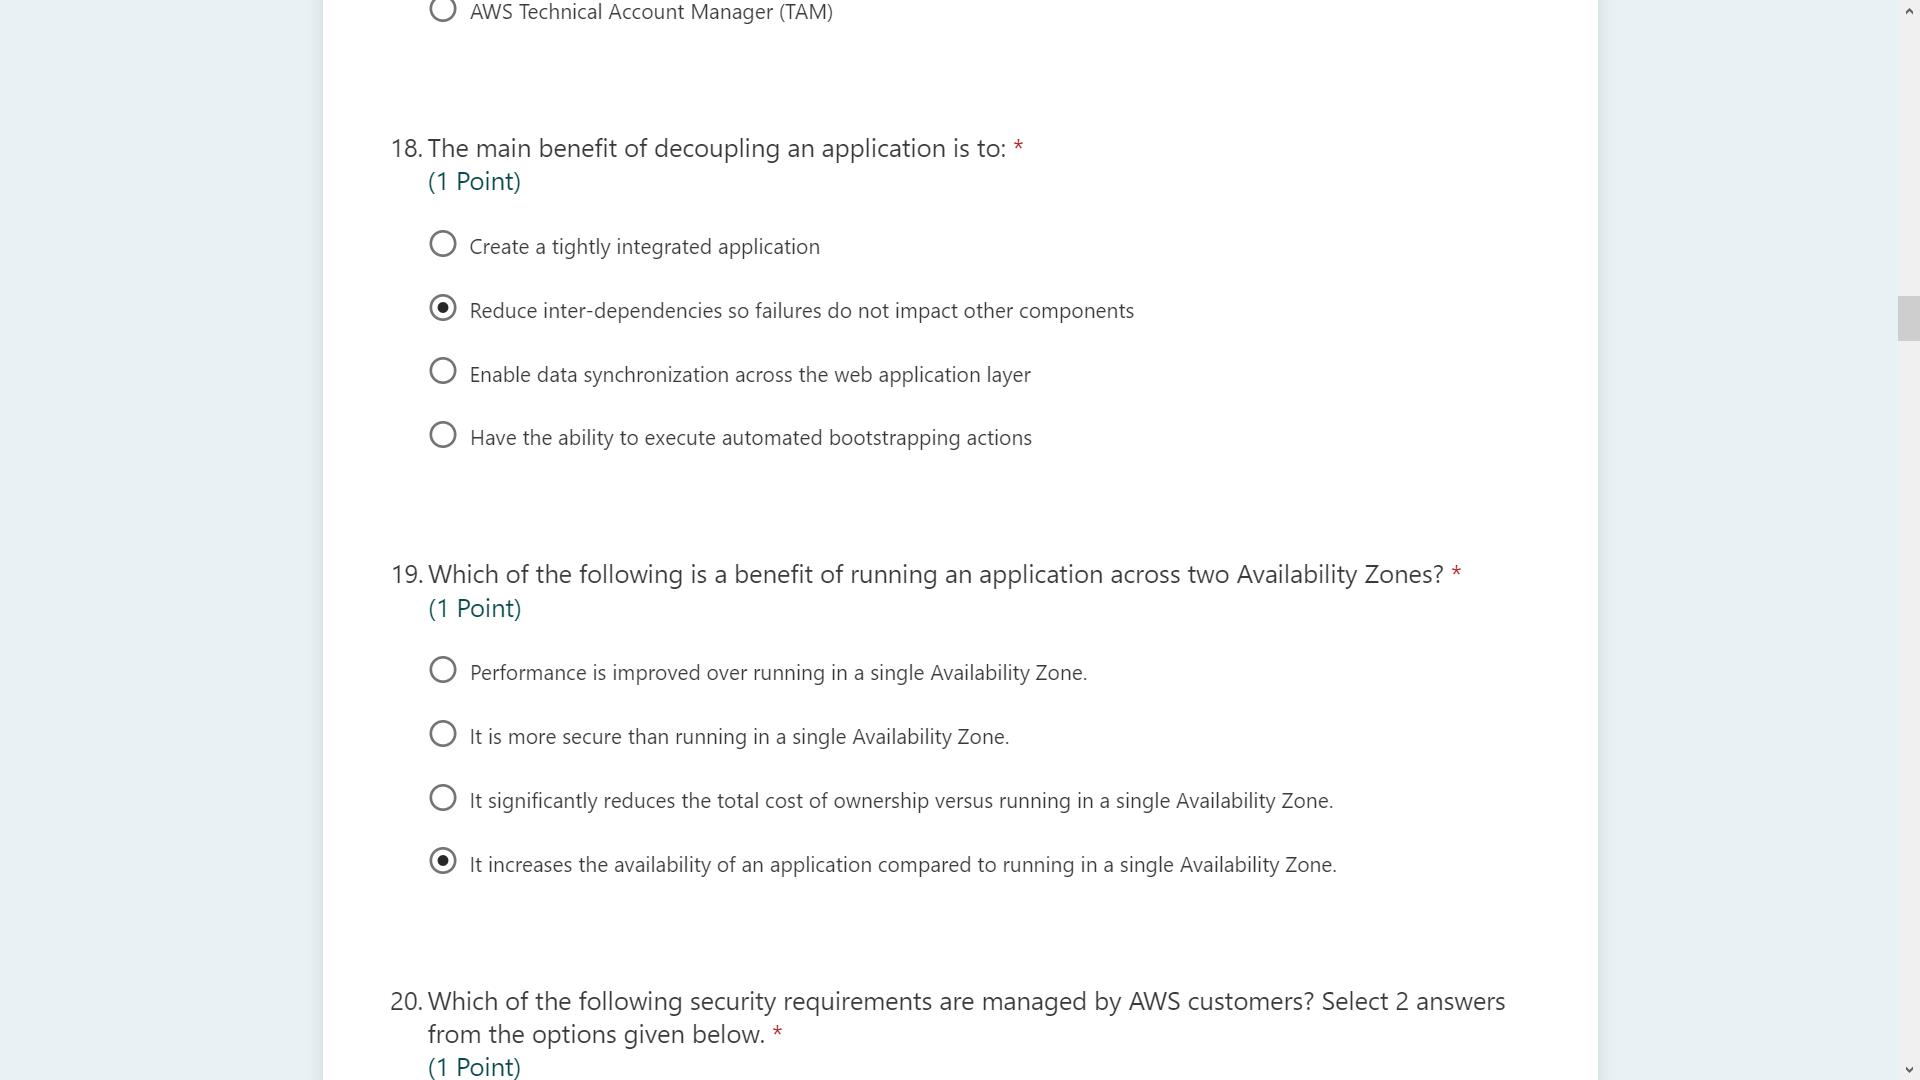 AWS Technical Account Manager (TAM)
18. The main benefit of decoupling an application is to: *
(1 Point)
Create a tightly integrated application
Reduce inter-dependencies so failures do not impact other components
Enable data synchronization across the web application layer
Have the ability to execute automated bootstrapping actions
19. Which of the following is a benefit of running an application across two Availability Zones? *
(1 Point)
Performance is improved over running in a single Availability Zone.
It is more secure than running in a single Availability Zone.
It significantly reduces the total cost of ownership versus running in a single Availability Zone.
It increases the availability of an application compared to running in a single Availability Zone.
20. Which of the following security requirements are managed by AWS customers? Select 2 answers
from the options given below. *
(1 Point)